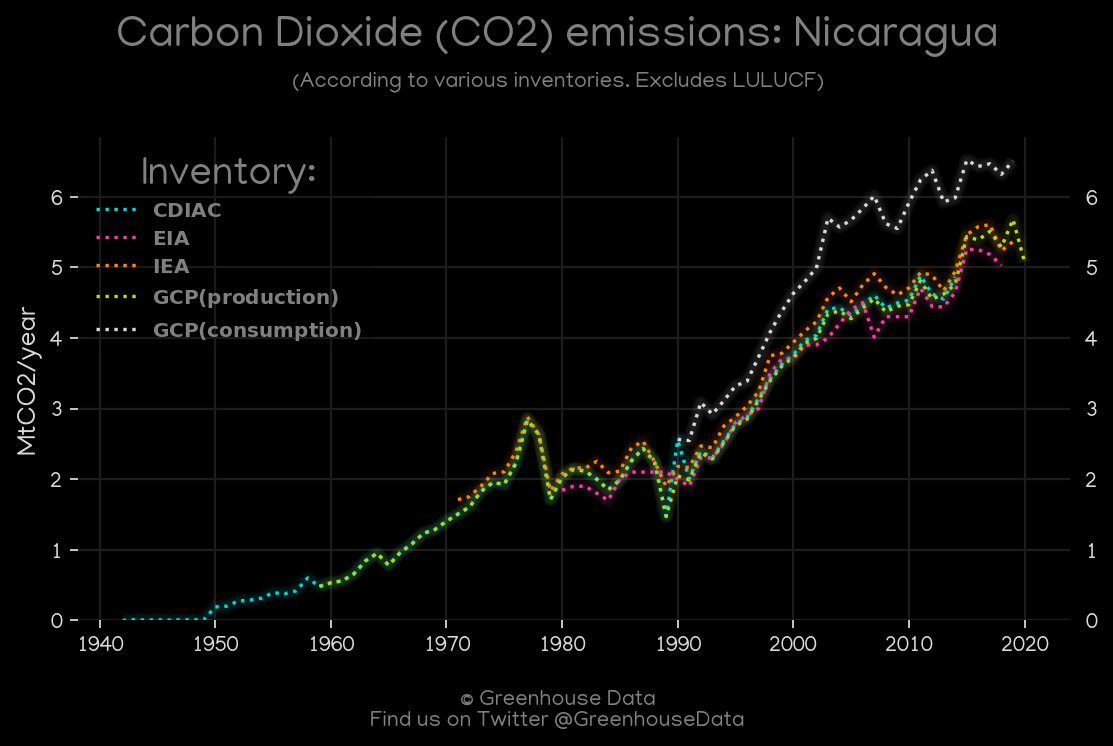 Carbon Dioxide (CO2) emissions: Nicaragua
(According to various inventories. Excludes LULUCF)
Inventory:
CDIAC
EIA
IEA
GCP(production)
GCP(consumption)
MtCO2/year
6
5
4
3
2
1
0
6
5
4
3
2
1
0
1940 1950 1960 1970 1980 1990 2000 2010 2020
© Greenhouse Data
Find us on Twitter @GreenhouseData